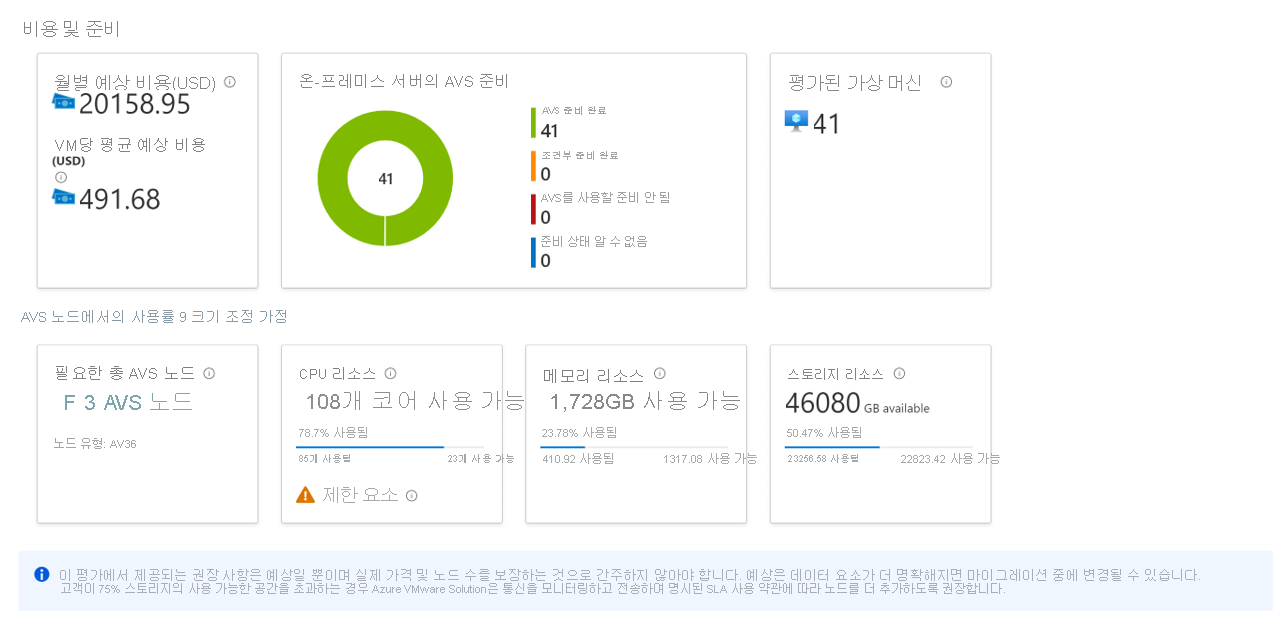 비용 및 준비
월별 예상 비용(USD)
20158.95
VM당 평균 예상 비용
(USD)
491.68
온-프레미스 서버의 AVS 준비
41
AVS 준비 완료
41
조건부 준비 완료
0
AVS를 사용할 준비 안 됨
0
준비 상태 알 수 없음
0
평가된 가상 머신
41
AVS 노드에서의 사용률 9 크기 조정 가정
필요한 총 AVS 노드
F 3 AVS 노드
노드 유형: AV36
CPU 리소스
108개 코어 사용 가능
78.7% 사용됨
85개 사용됨 23개 사용 가능
제한 요소
메모리 리소스
1,728GB 사용 가능
23.78% 사용됨
410.92 사용됨 1317.08 사용 가능
스토리지 리소스
46080 GB available
50.47% 사용됨
23256.58 사용됨 22823.42 사용 가능
이 평가에서 제공되는 권장 사항은 예상일 뿐이며 실제 가격 및 노드 수를 보장하는 것으로 간주하지 않아야 합니다. 예상은 데이터 요소가 더 명확해지면 마이그레이션 중에 변경될 수 있습니다.
고객이 75% 스토리지의 사용 가능한 공간을 초과하는 경우 Azure VMware Solution은 통신을 모니터링하고 전송하여 명시된 SLA 사용 약관에 따라 노드를 더 추가하도록 권장합니다.